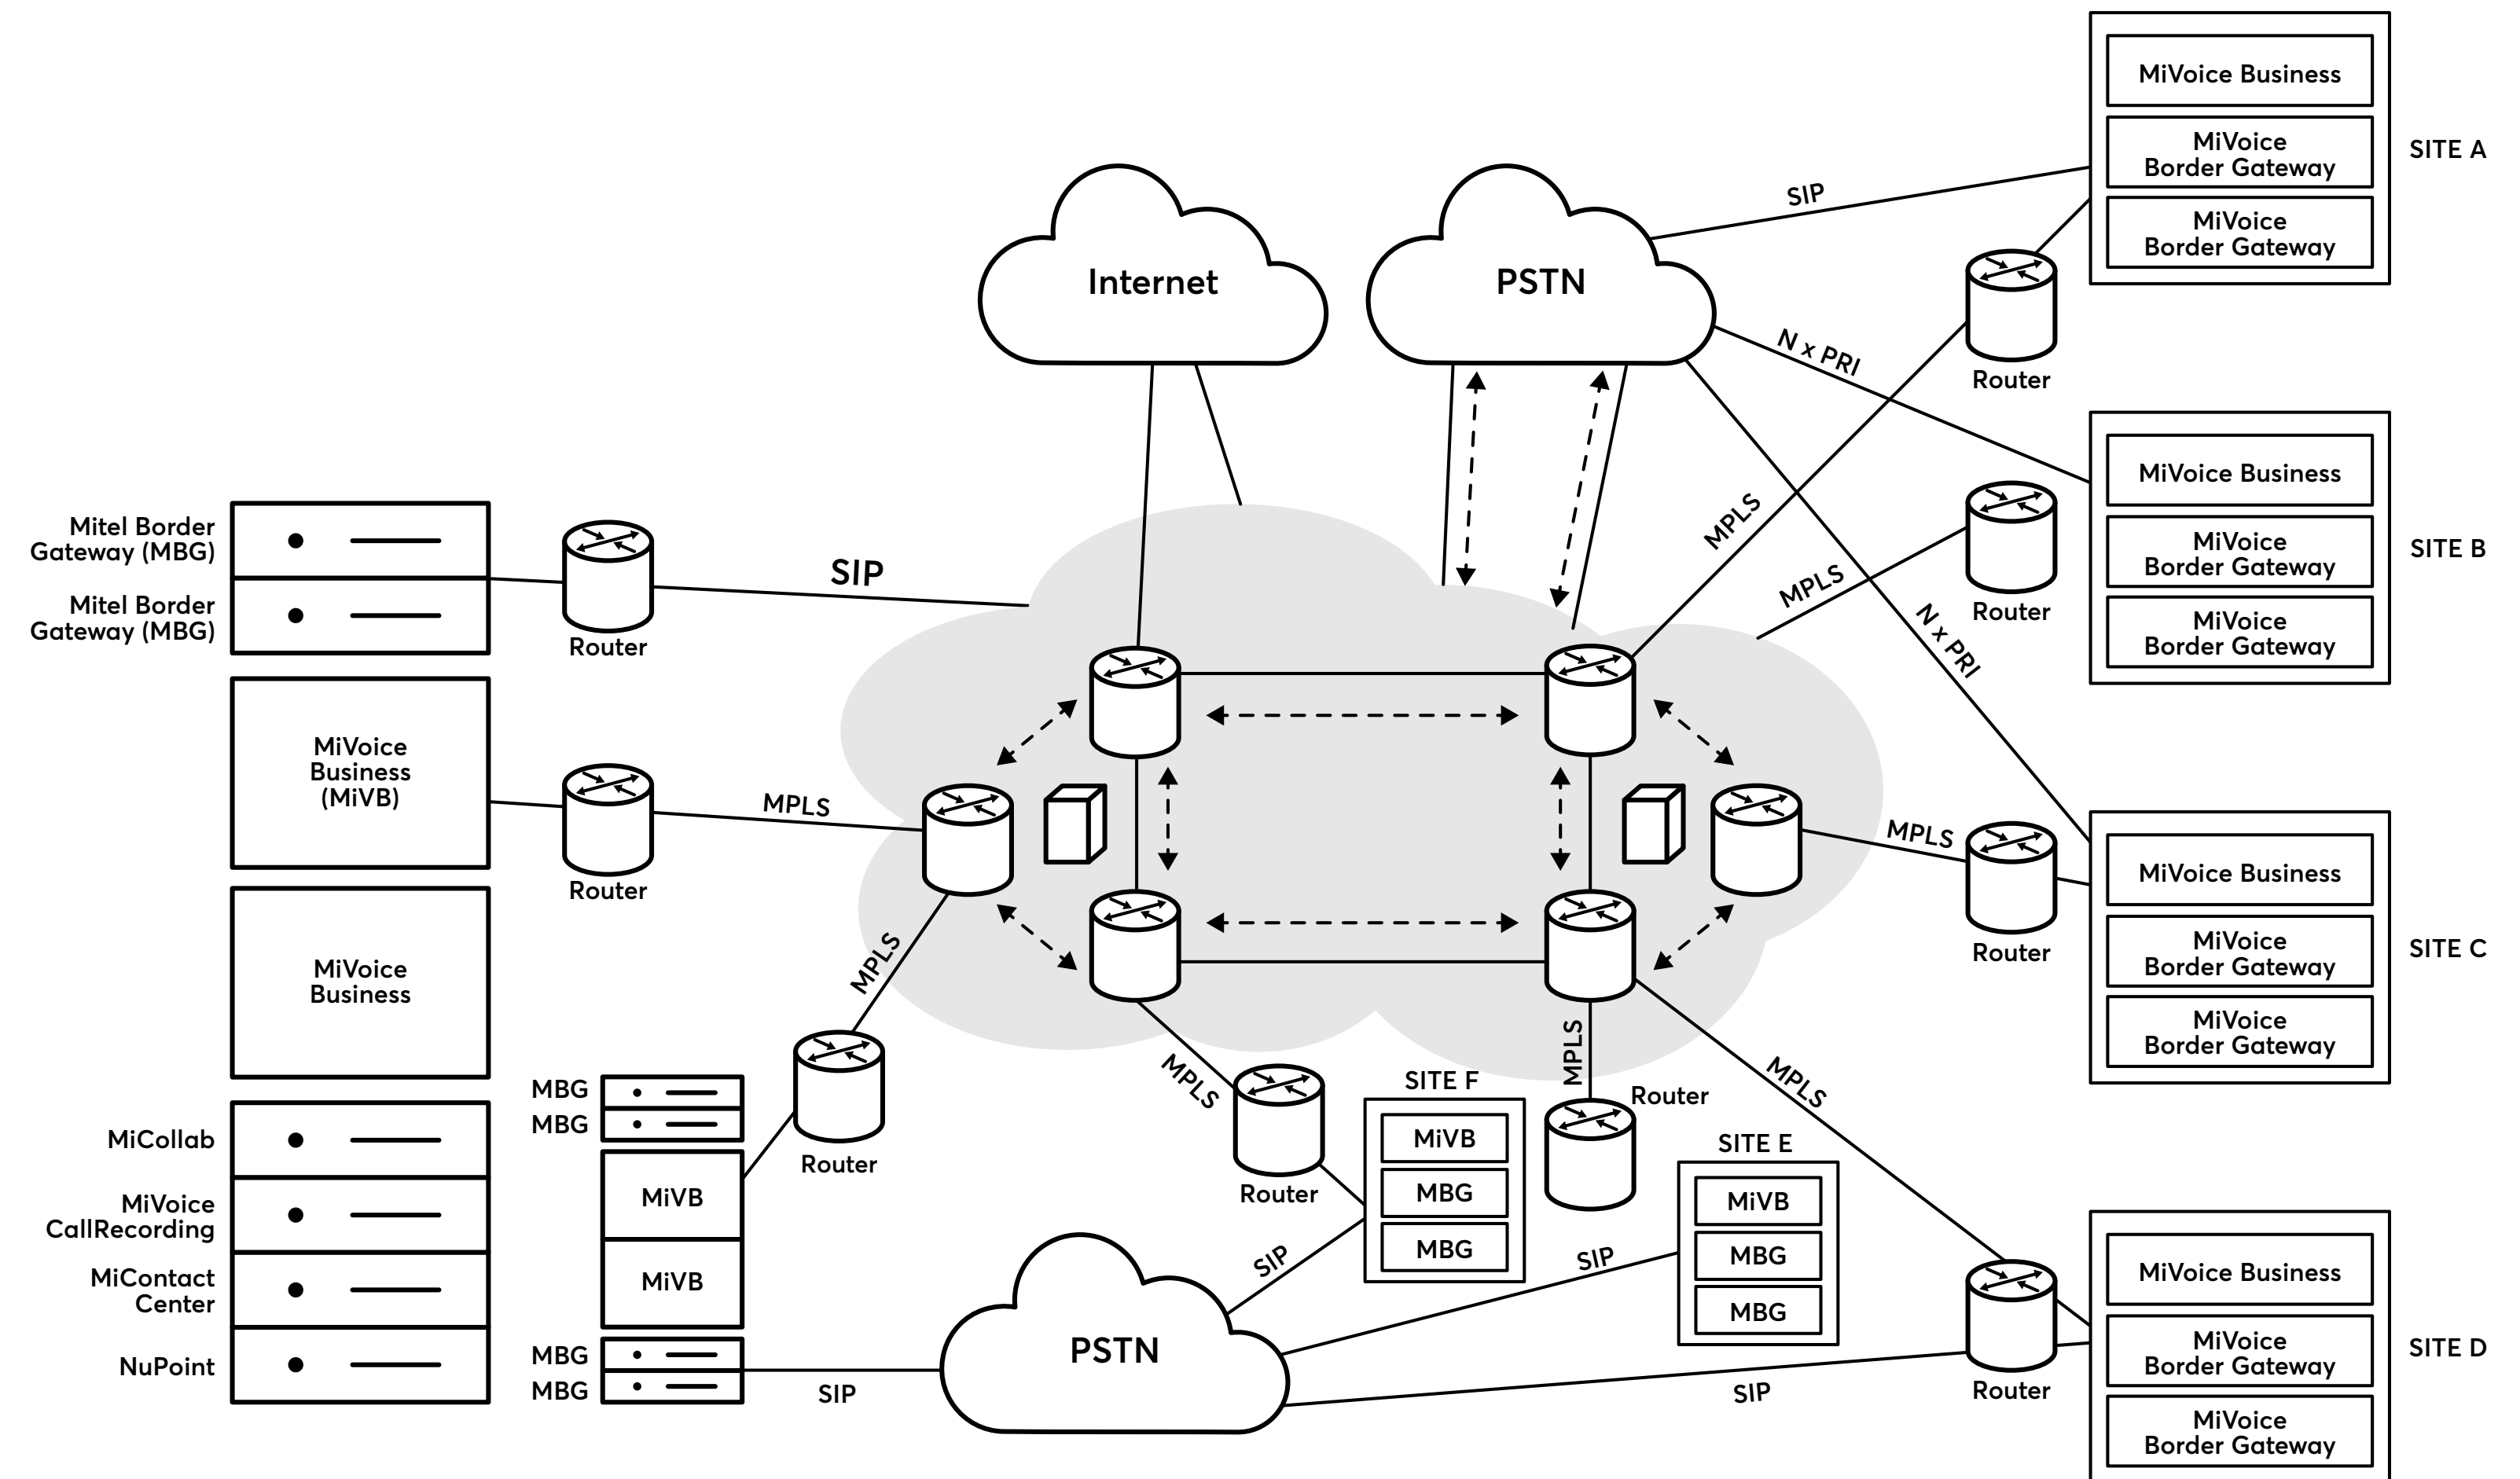 MiVoice Business
MiVoice
Border Gateway
MiVoice
Border Gateway
SITE A
Internet
PSTN
SIP
Router
N x PRI
MiVoice Business
MiVoice
Border Gateway
MiVoice
Border Gateway
SITE B
MPLS
MPLS
Router
N x PRI
Mitel Border
Gateway (MBG)
Mitel Border
Gateway (MBG)
Router
SIP
MiVoice
Business
(MiVB)
Router
MPLS
MiVoice
Business
MPLS
Router
MiVoice Business
MiVoice
Border Gateway
MiVoice
Border Gateway
SITE C
MPLS
Router
MBG
MBG
MiVB
MiVB
MBG
MBG
MiCollab
MiVoice
CallRecording
MiContact
Center
NuPoint
MPLS
Router
SITE F
MiVB
MBG
MBG
MPLS
Router
SITE E
MiVB
MBG
MBG
MPLS
Router
SIP
SIP
PSTN
SIP
SIP
MiVoice Business
MiVoice
Border Gateway
MiVoice
Border Gateway
SITE D